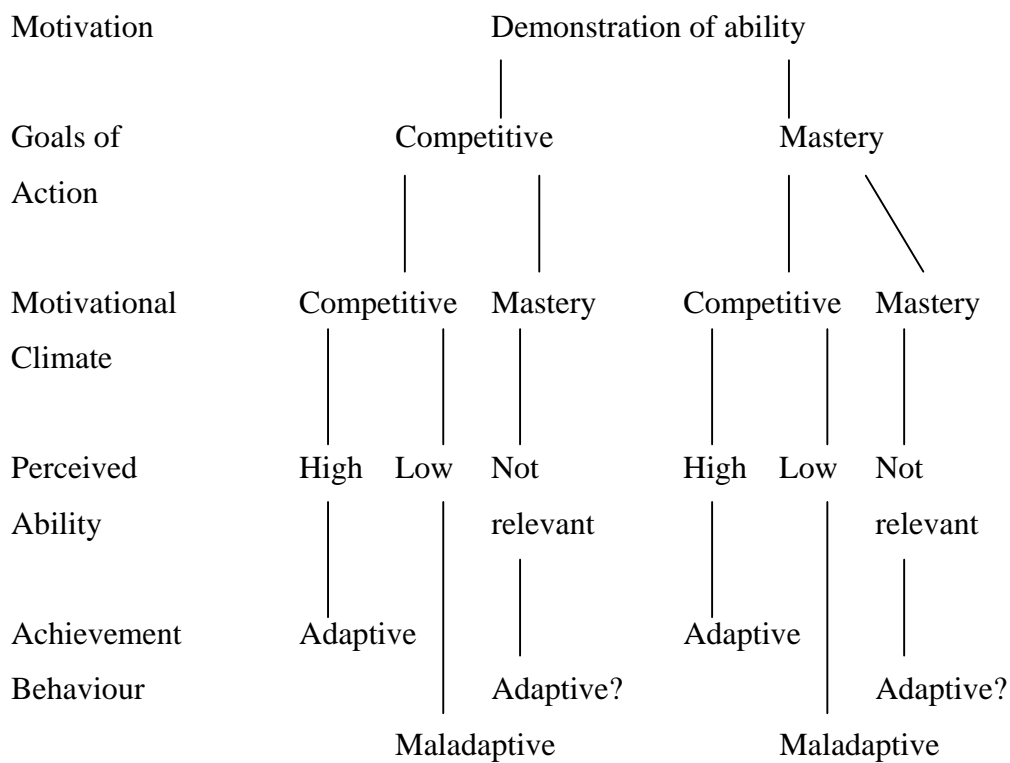 Motivation Demonstration of ability
Goals of Competitive Mastery
Action
Motivational Competitive Mastery Competitive Mastery
Climate
Perceived High Low Not High Low Not
Ability relevant relevant
Achievement Adaptive Adaptive
Behaviour Adaptive? Adaptive?
Maladaptive Maladaptive